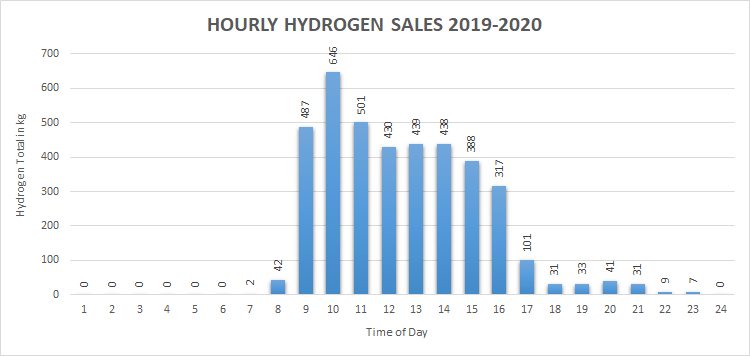 HOURLY HYDROGEN SALES 2019-2020
Hydrogen Total in kg
700
600
500
400
300
200
100
0
0 0 0 0 0 0 2 42 487 646 501 430 439 438 388 317 101 31 33 41 31 9 7 0
1 2 3 4 5 6 7 8 9 10 11 12 13 14 15 16 17 18 19 20 21 22 23 24
Time of Day